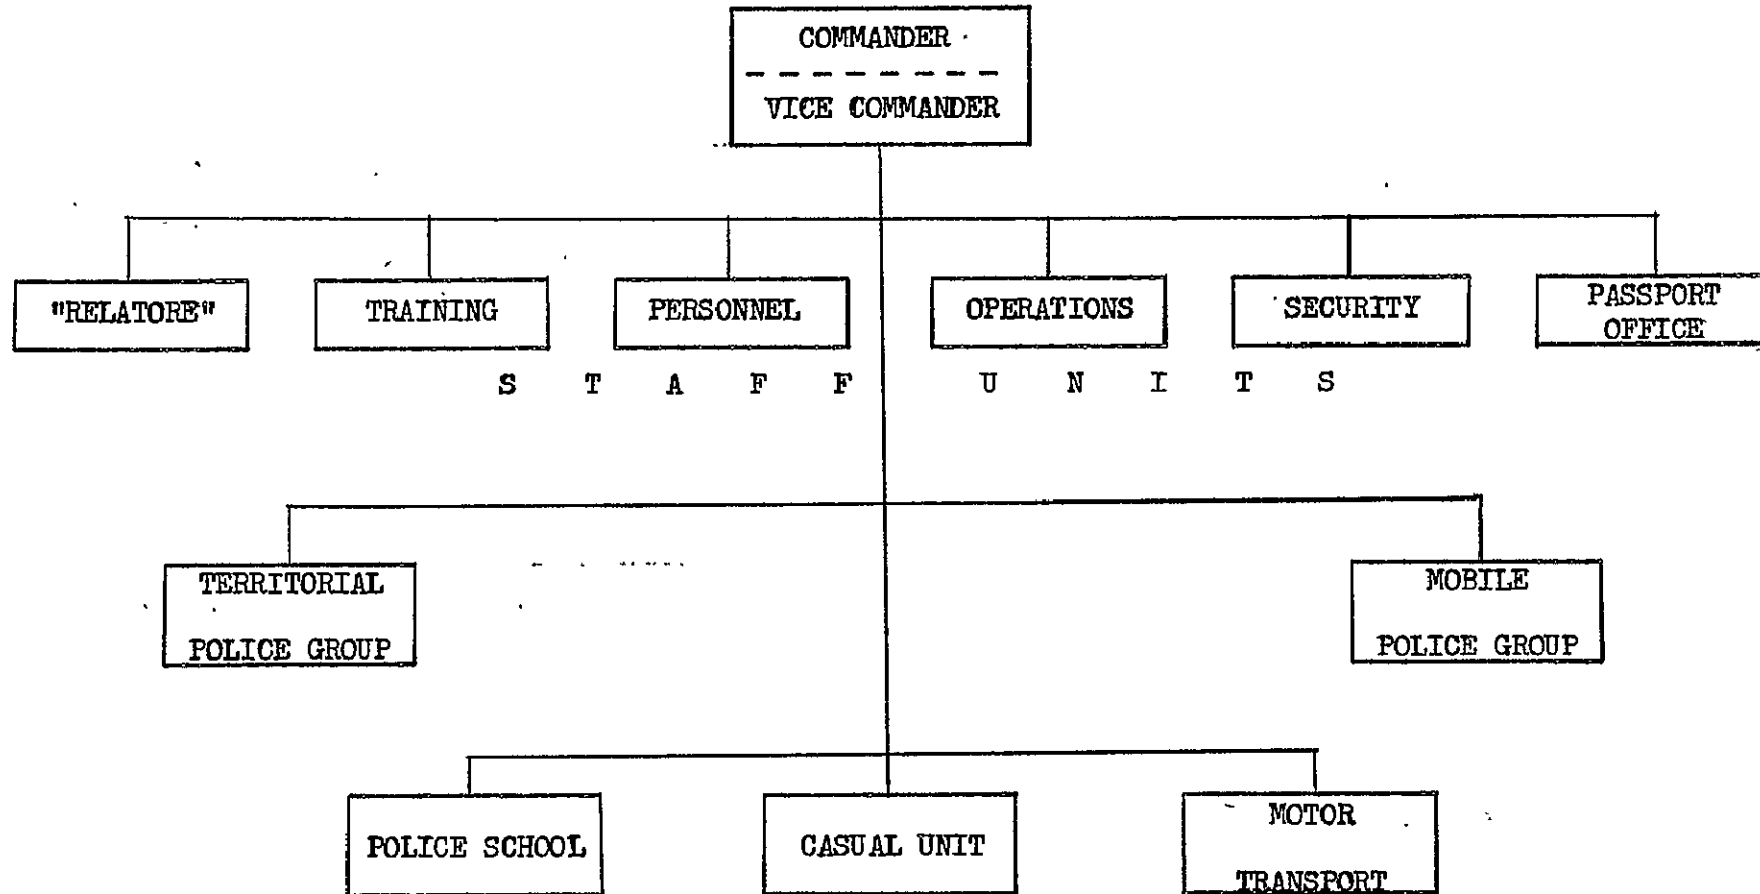 COMMANDER
VICE COMMANDER
"RELATORE"
TRAINING
PERSONNEL
OPERATIONS
SECURITY
PASSPORT
OFFICE
S T A F F U N I T S
TERRITORIAL
POLICE GROUP
MOBILE
POLICE GROUP
POLICE SCHOOL
CASUAL UNIT
MOTOR
TRANSPORT